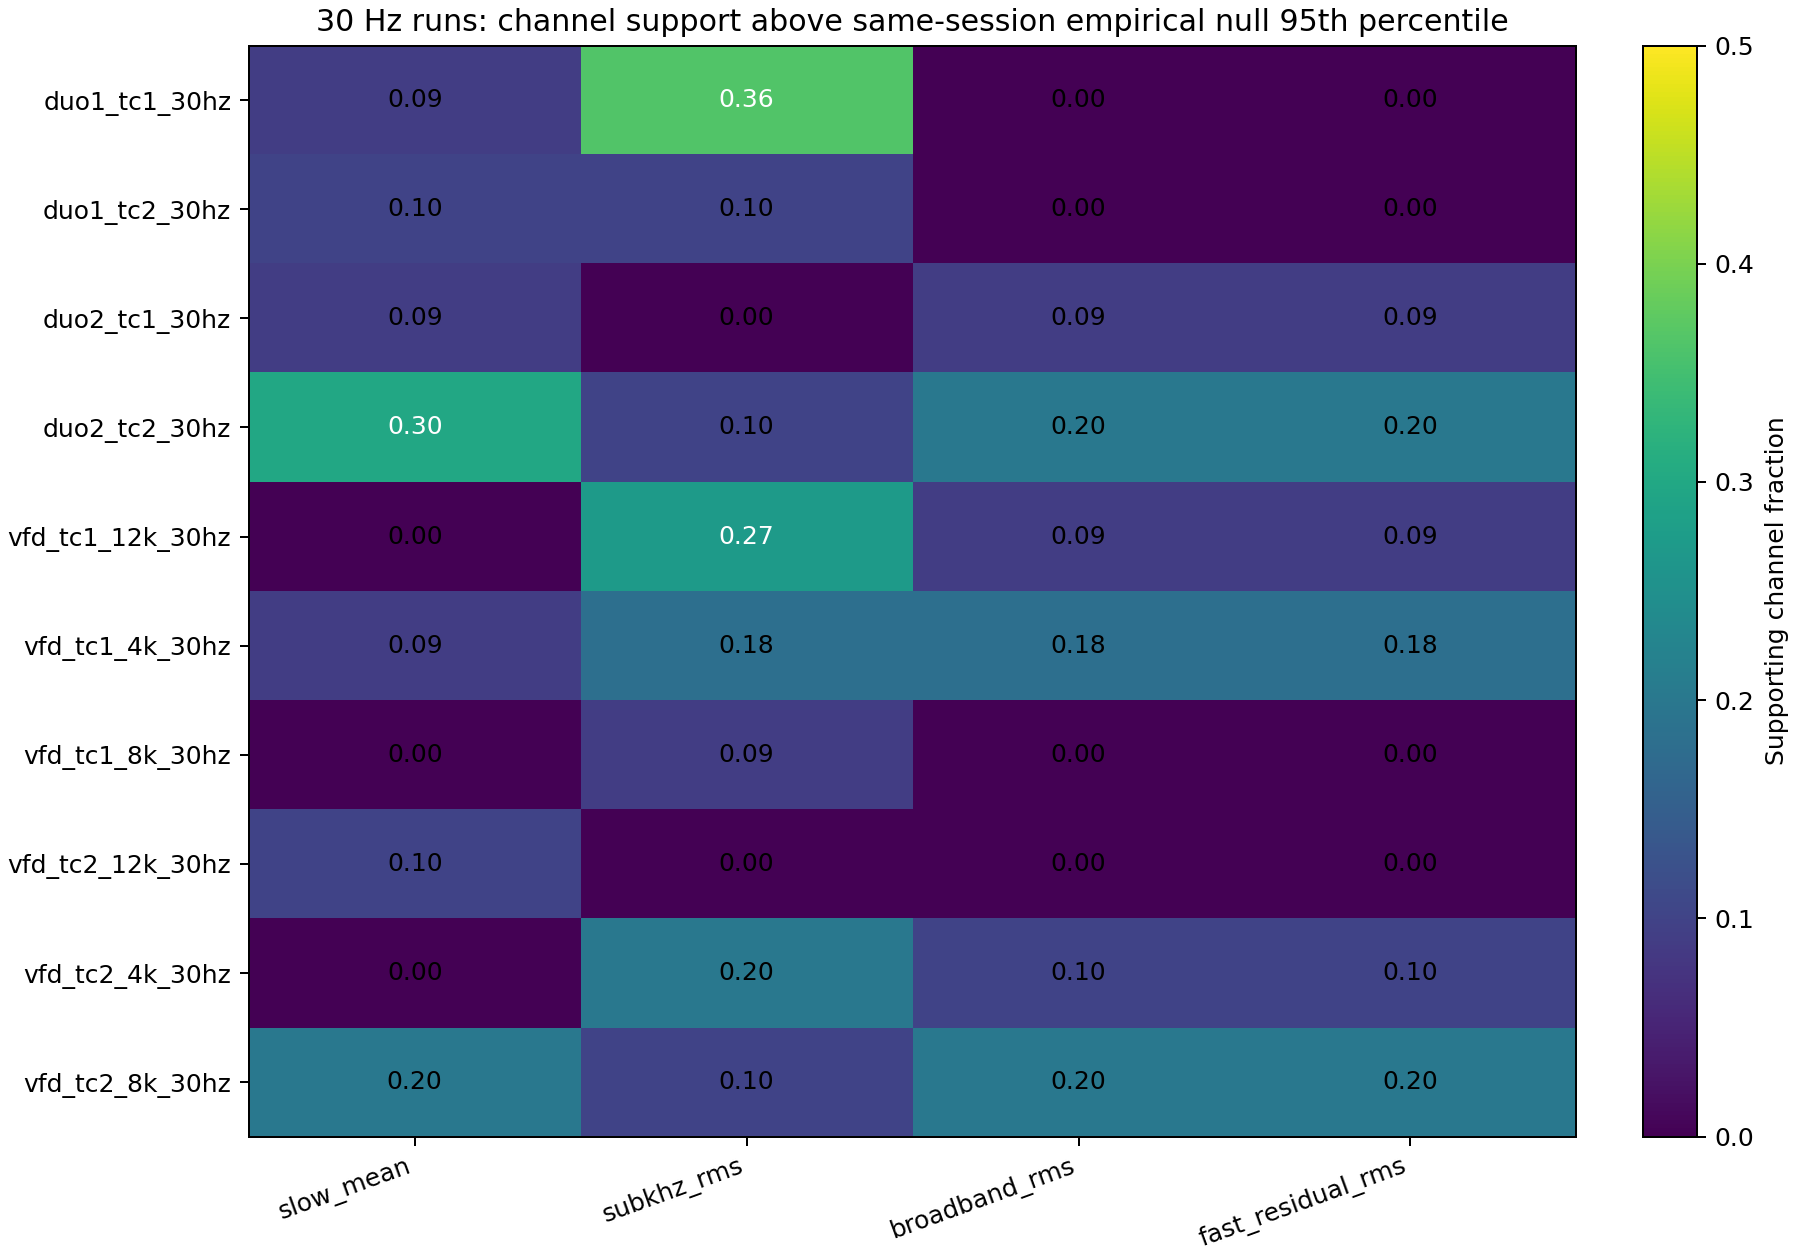 30 Hz runs: channel support above same-session empirical null 95th percentile
duo1_tc1_30hz 0.09 0.36 0.00 0.00
duo1_tc2_30hz 0.10 0.10 0.00 0.00
duo2_tc1_30hz 0.09 0.00 0.09 0.09
duo2_tc2_30hz 0.30 0.10 0.20 0.20
vfd_tc1_12k_30hz 0.00 0.27 0.09 0.09
vfd_tc1_4k_30hz 0.09 0.18 0.18 0.18
vfd_tc1_8k_30hz 0.00 0.09 0.00 0.00
vfd_tc2_12k_30hz 0.10 0.00 0.00 0.00
vfd_tc2_4k_30hz 0.00 0.20 0.10 0.10
vfd_tc2_8k_30hz 0.20 0.10 0.20 0.20
slow_mean subkhz_rms broadband_rms fast_residual_rms
0.5
0.4
0.3
0.2
0.1
0.0
Supporting channel fraction